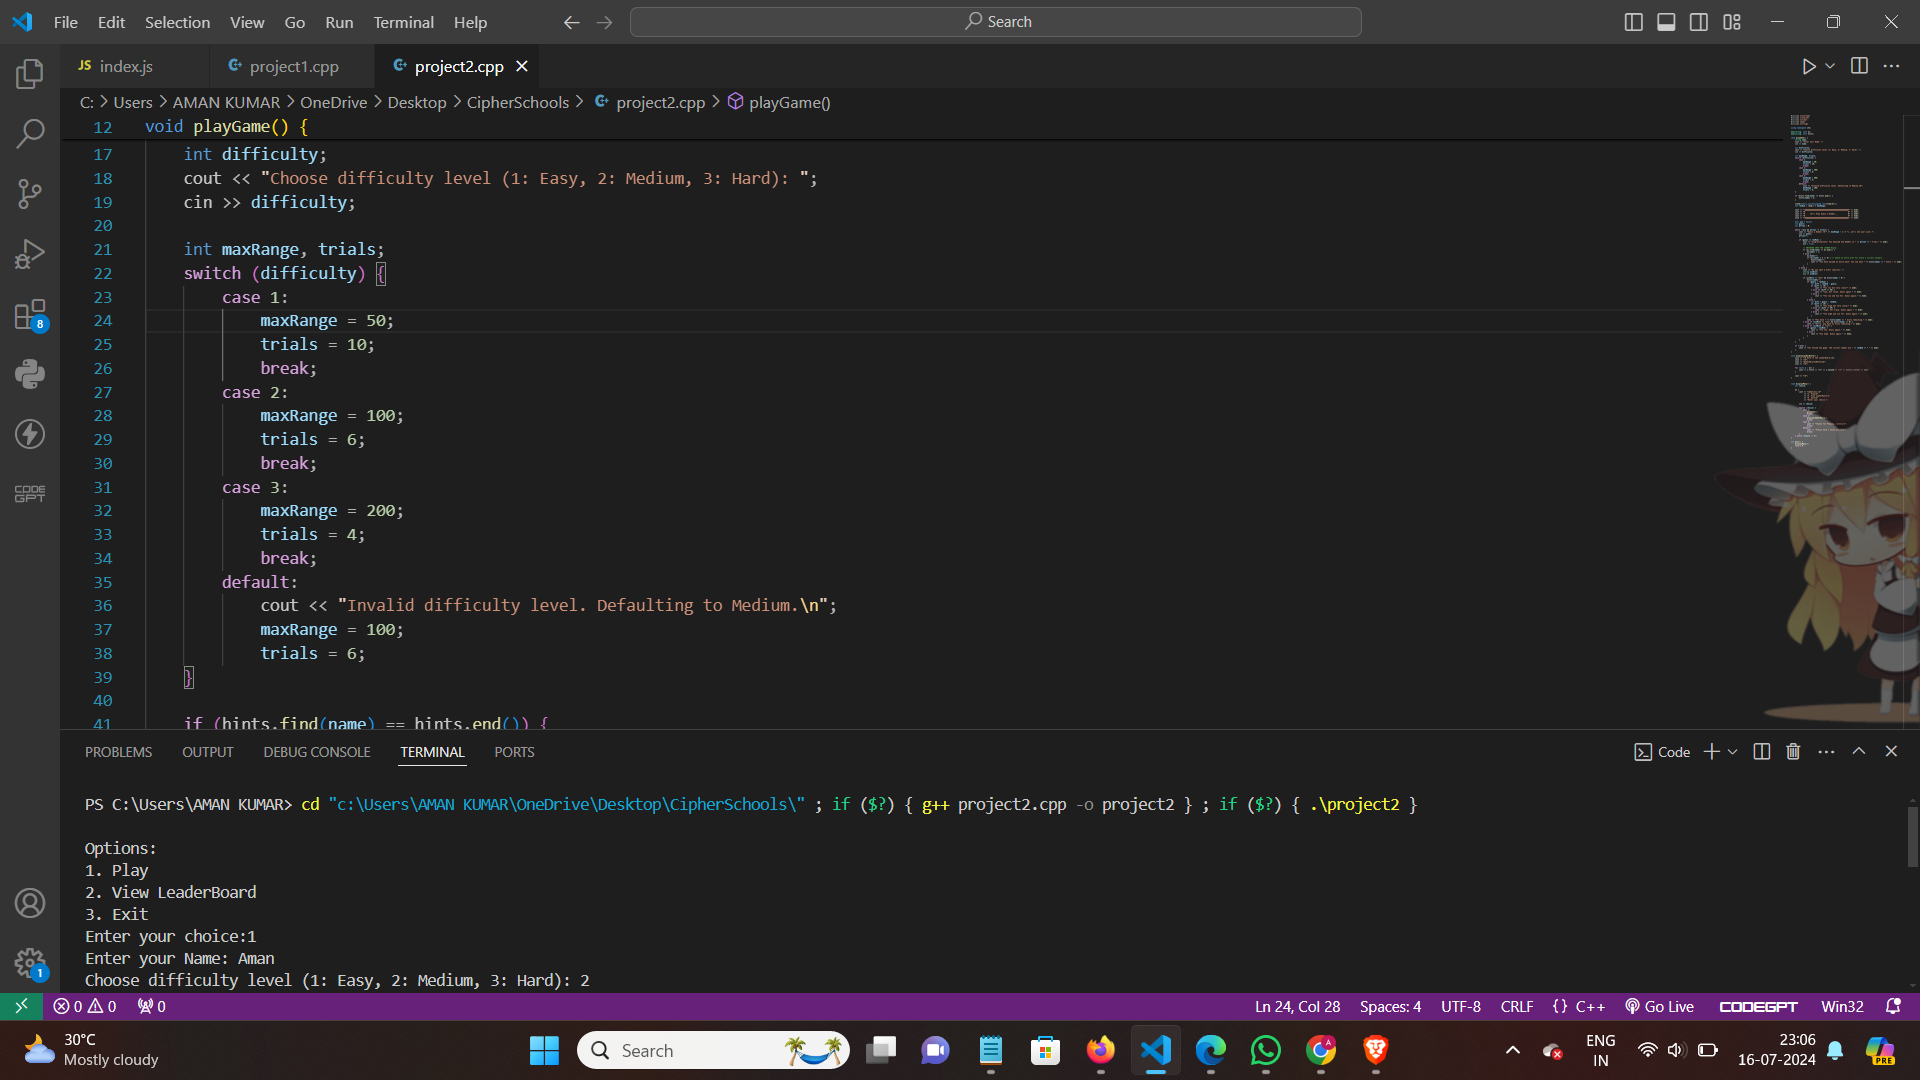 File Edit Selection View Go Run Terminal Help
Search
JS index.js
project1.cpp
project2.cpp
C: > Users > AMAN KUMAR > OneDrive > Desktop > CipherSchools > project2.cpp > playGame()
12 void playGame() {
17 int difficulty;
18 cout << "Choose difficulty level (1: Easy, 2: Medium, 3: Hard): ";
19 cin >> difficulty;
20
21 int maxRange, trials;
22 switch (difficulty) {
23 case 1:
24 maxRange = 50;
25 trials = 10;
26 break;
27 case 2:
28 maxRange = 100;
29 trials = 6;
30 break;
31 case 3:
32 maxRange = 200;
33 trials = 4;
34 break;
35 default:
36 cout << "Invalid difficulty level. Defaulting to Medium.\n";
37 maxRange = 100;
38 trials = 6;
39 }
40
41 if (hints.find(name) == hints.end()) {
8
CODE GPT
1
PROBLEMS OUTPUT DEBUG CONSOLE TERMINAL PORTS
Code
PS C:\Users\AMAN KUMAR> cd "c:\Users\AMAN KUMAR\OneDrive\Desktop\CipherSchools\" ; if ($?) { g++ project2.cpp -o project2 } ; if ($?) { .\project2 }
Options:
1. Play
2. View LeaderBoard
3. Exit
Enter your choice:1
Enter your Name: Aman
Choose difficulty level (1: Easy, 2: Medium, 3: Hard): 2
0 0 0
Ln 24, Col 28 Spaces: 4 UTF-8 CRLF {} C++ Go Live CODEGPT Win32
30°C
Mostly cloudy
Search
A
ENG
IN
23:06
16-07-2024
PRE